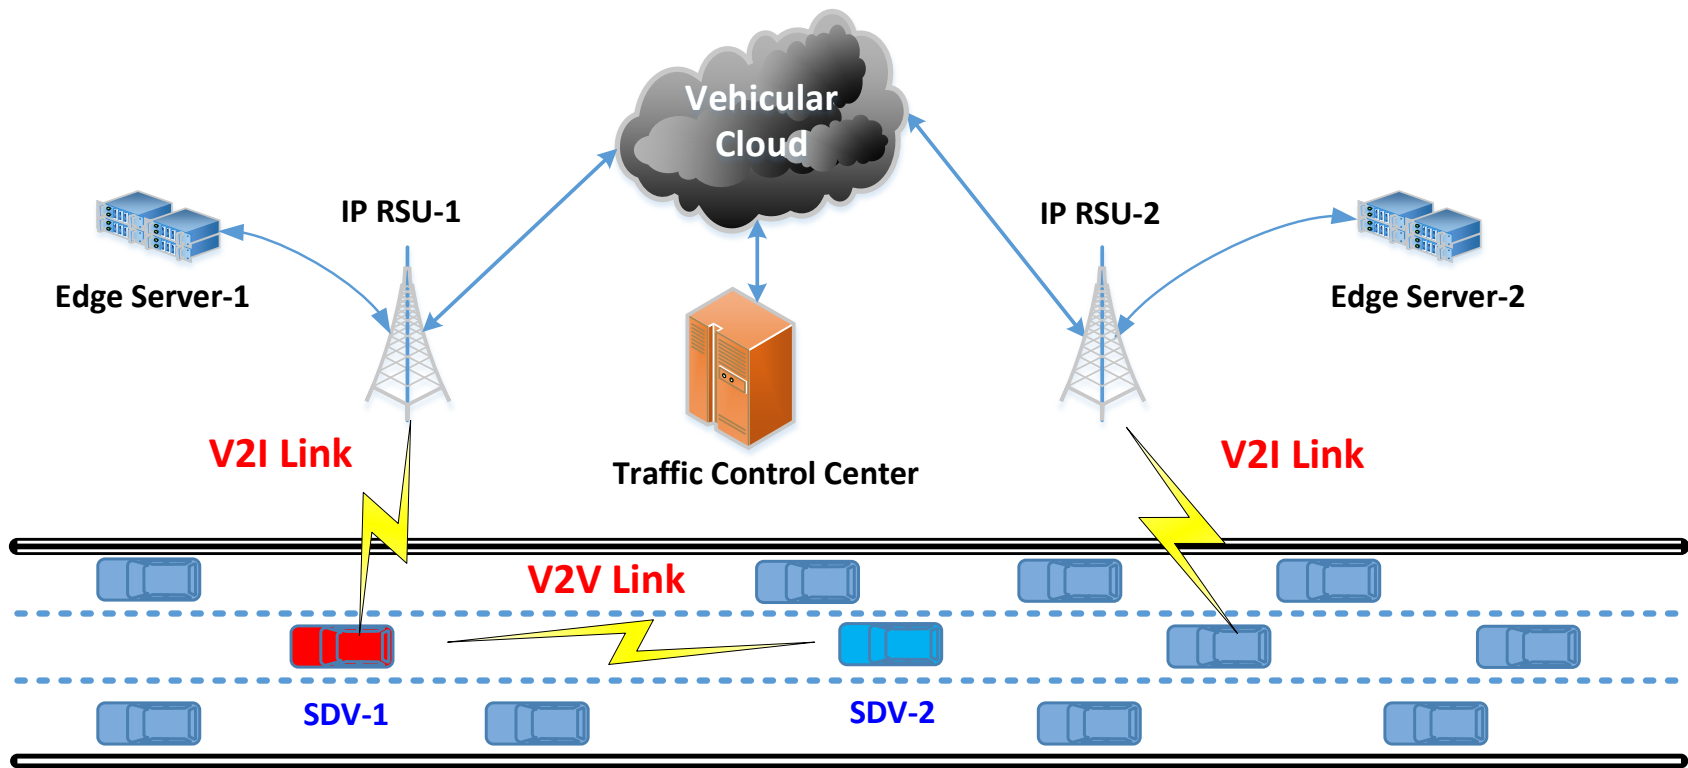 Vehicular
Cloud
IP RSU-1
IP RSU-2
Edge Server-1
Edge Server-2
V2I Link
Traffic Control Center
V2I Link
V2V Link
SDV-1
SDV-2